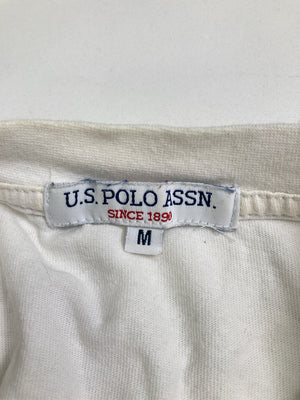 U.S. POLO ASSN.
SINCE 1890
M